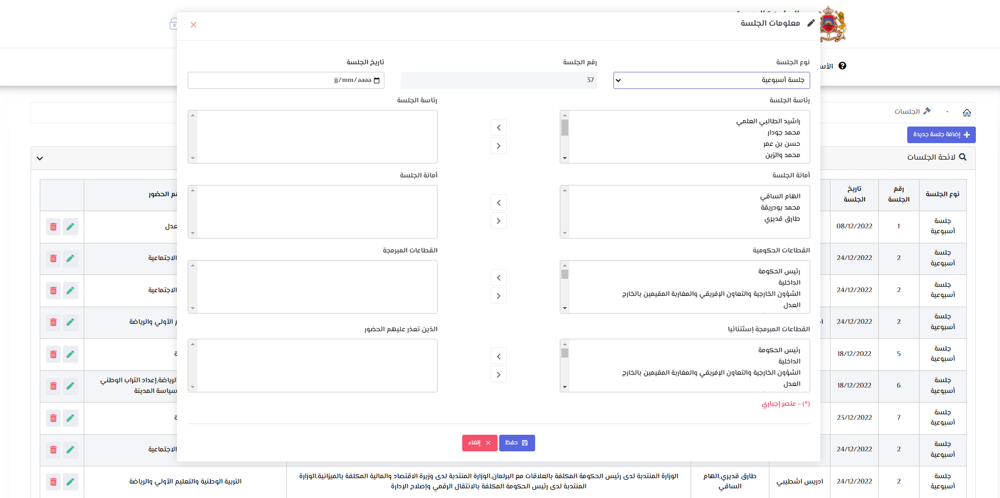 معلومات الجلسة
نوع الجلسة
رقم الجلسة
تاريخ الجلسة
جلسة أسبوعية
37
jj/mm/aaaa
رئاسة الجلسة
رئاسة الجلسة
راشيد الطالبي العلمي
محمد جودار
حسن بن عمر
محمد والزين
أمانة الجلسة
أمانة الجلسة
الهام الساقي
محمد بودريقة
طارق قديري
القطاعات الحكومية
القطاعات المبرمجة
رئيس الحكومة
الداخلية
الشؤون الخارجية والتعاون الإفريقي والمغاربة المقيمين بالخارج
العدل
القطاعات المبرمجة إستثنائيا
الذين تعذر عليهم الحضور
رئيس الحكومة
الداخلية
الشؤون الخارجية والتعاون الإفريقي والمغاربة المقيمين بالخارج
العدل
(*) - عنصر إجباري
حفظ
إلغاء
0
الجلسات
-
إضافة جلسة جديدة
لائحة الجلسات
نوع الجلسة
رقم الجلسة
تاريخ الجلسة
الحضور
جلسة أسبوعية
1
08/12/2022
جلسة أسبوعية
2
24/12/2022
الاجتماعية
جلسة أسبوعية
2
24/12/2022
الاجتماعية
جلسة أسبوعية
2
24/12/2022
الأولي والرياضة
جلسة أسبوعية
5
18/12/2022
جلسة أسبوعية
6
18/12/2022
الرياضة,إعداد التراب الوطني
سياسة المدينة
جلسة أسبوعية
7
23/12/2022
جلسة أسبوعية
2
24/12/2022
الاجتماعية
جلسة أسبوعية
2
24/12/2022
ادريس اشطيبي
طارق قديري,الهام الساقي
الوزارة المنتدبة لدى رئيس الحكومة المكلفة بالعلاقات مع البرلمان,الوزارة المنتدبة لدى وزيرة الاقتصاد والمالية المكلفة بالميزانية,الوزارة
المنتدبة لدى رئيس الحكومة المكلفة بالانتقال الرقمي وإصلاح الإدارة
التربية الوطنية والتعليم الأولي والرياضة